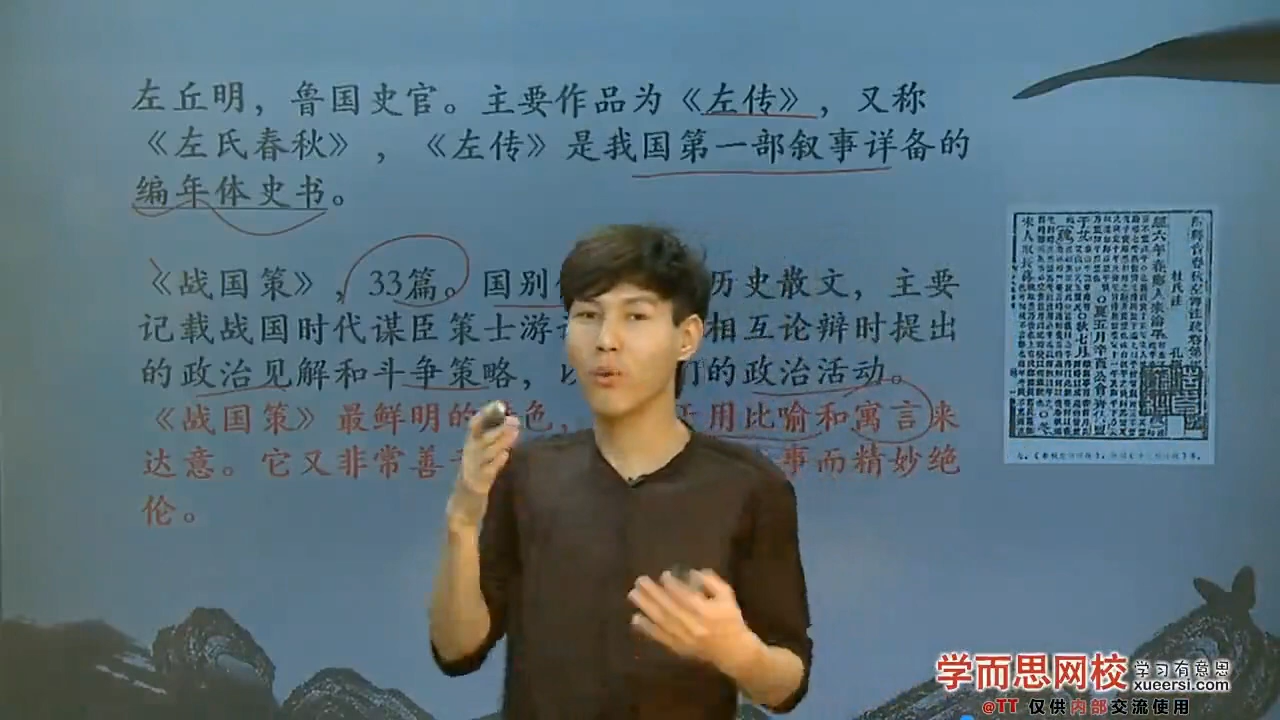 左丘明，鲁国史官。主要作品为《左传》，又称
《左氏春秋》，《左传》是我国第一部叙事详备的
编年体史书。
《战国策》，33篇。国别 历史散文，主要
记载战国时代谋臣策士游 相互论辩时提出
的政治见解和斗争策略， 们的政治活动。
《战国策》最鲜明的 色， 于用比喻和寓言来
达意。它又非常善 事而精妙绝
伦。
学而思网校 学习有意思
xueersi.com
@TT 仅供内部交流使用